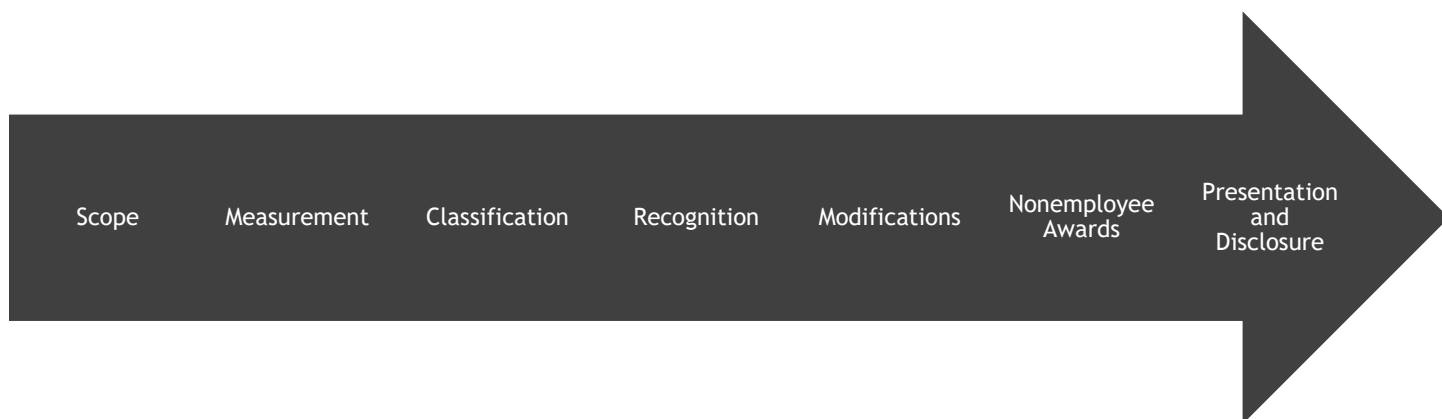 Scope
Measurement
Classification
Recognition
Modifications
Nonemployee
Awards
Presentation
and
Disclosure